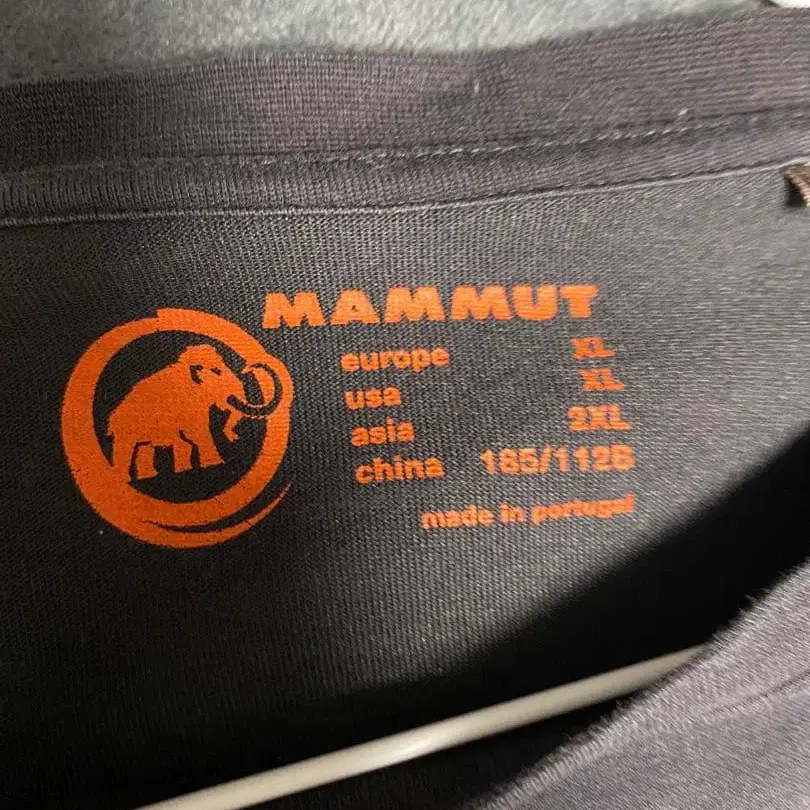 MAMMUT
europe XL
usa XL
asia 2XL
china 185/112B
made in portugal